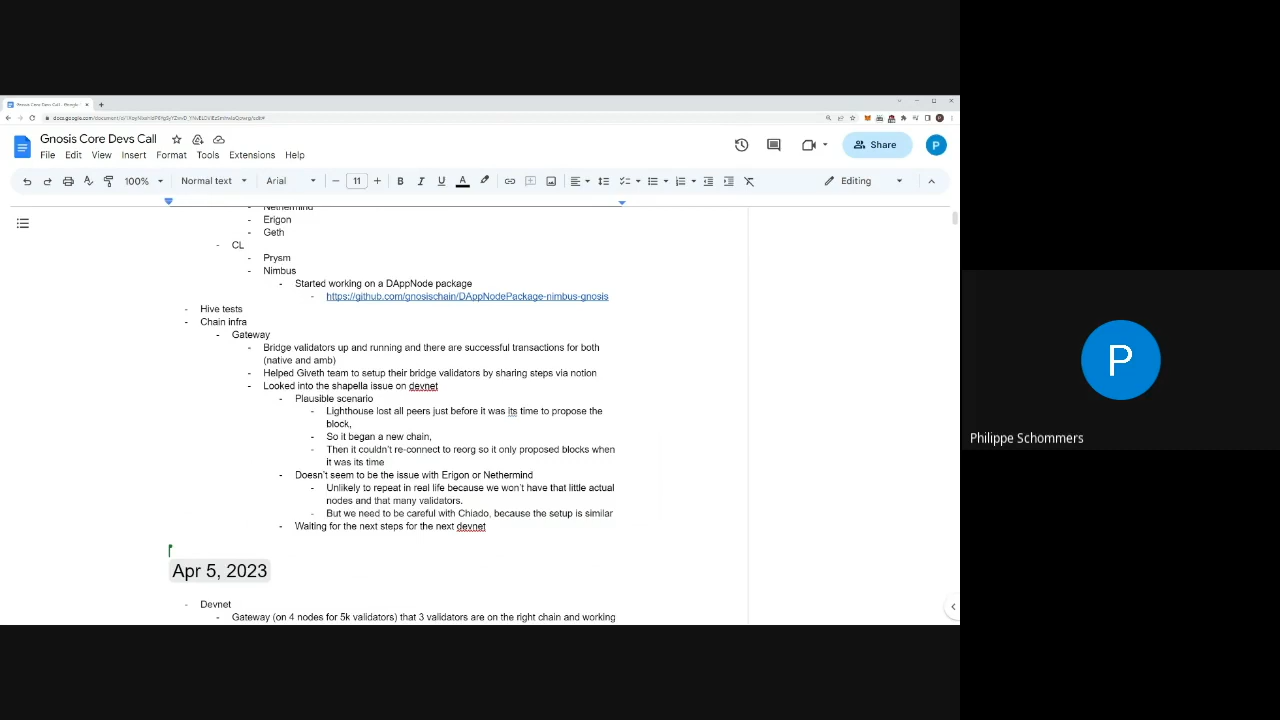 Gnosis Core Devs Call - Google
Gnosis Core Devs Call
File Edit View Insert Format Tools Extensions Help
Share
P
100% Normal text Arial 11 Editing
- Nethermind
- Erigon
- Geth
- CL
- Prysm
- Nimbus
- Started working on a DAppNode package
- https://github.com/gnosischain/DAppNodePackage-nimbus-gnosis
- Hive tests
- Chain infra
- Gateway
- Bridge validators up and running and there are successful transactions for both
(native and amb)
- Helped Giveth team to setup their bridge validators by sharing steps via notion
- Looked into the shapella issue on devnet
- Plausible scenario
- Lighthouse lost all peers just before it was its time to propose the
block,
- So it began a new chain,
- Then it couldn't re-connect to reorg so it only proposed blocks when
it was its time
- Doesn't seem to be the issue with Erigon or Nethermind
- Unlikely to repeat in real life because we won't have that little actual
nodes and that many validators.
- But we need to be careful with Chiado, because the setup is similar
- Waiting for the next steps for the next devnet
Apr 5, 2023
- Devnet
- Gateway (on 4 nodes for 5k validators) that 3 validators are on the right chain and working
P
Philippe Schommers